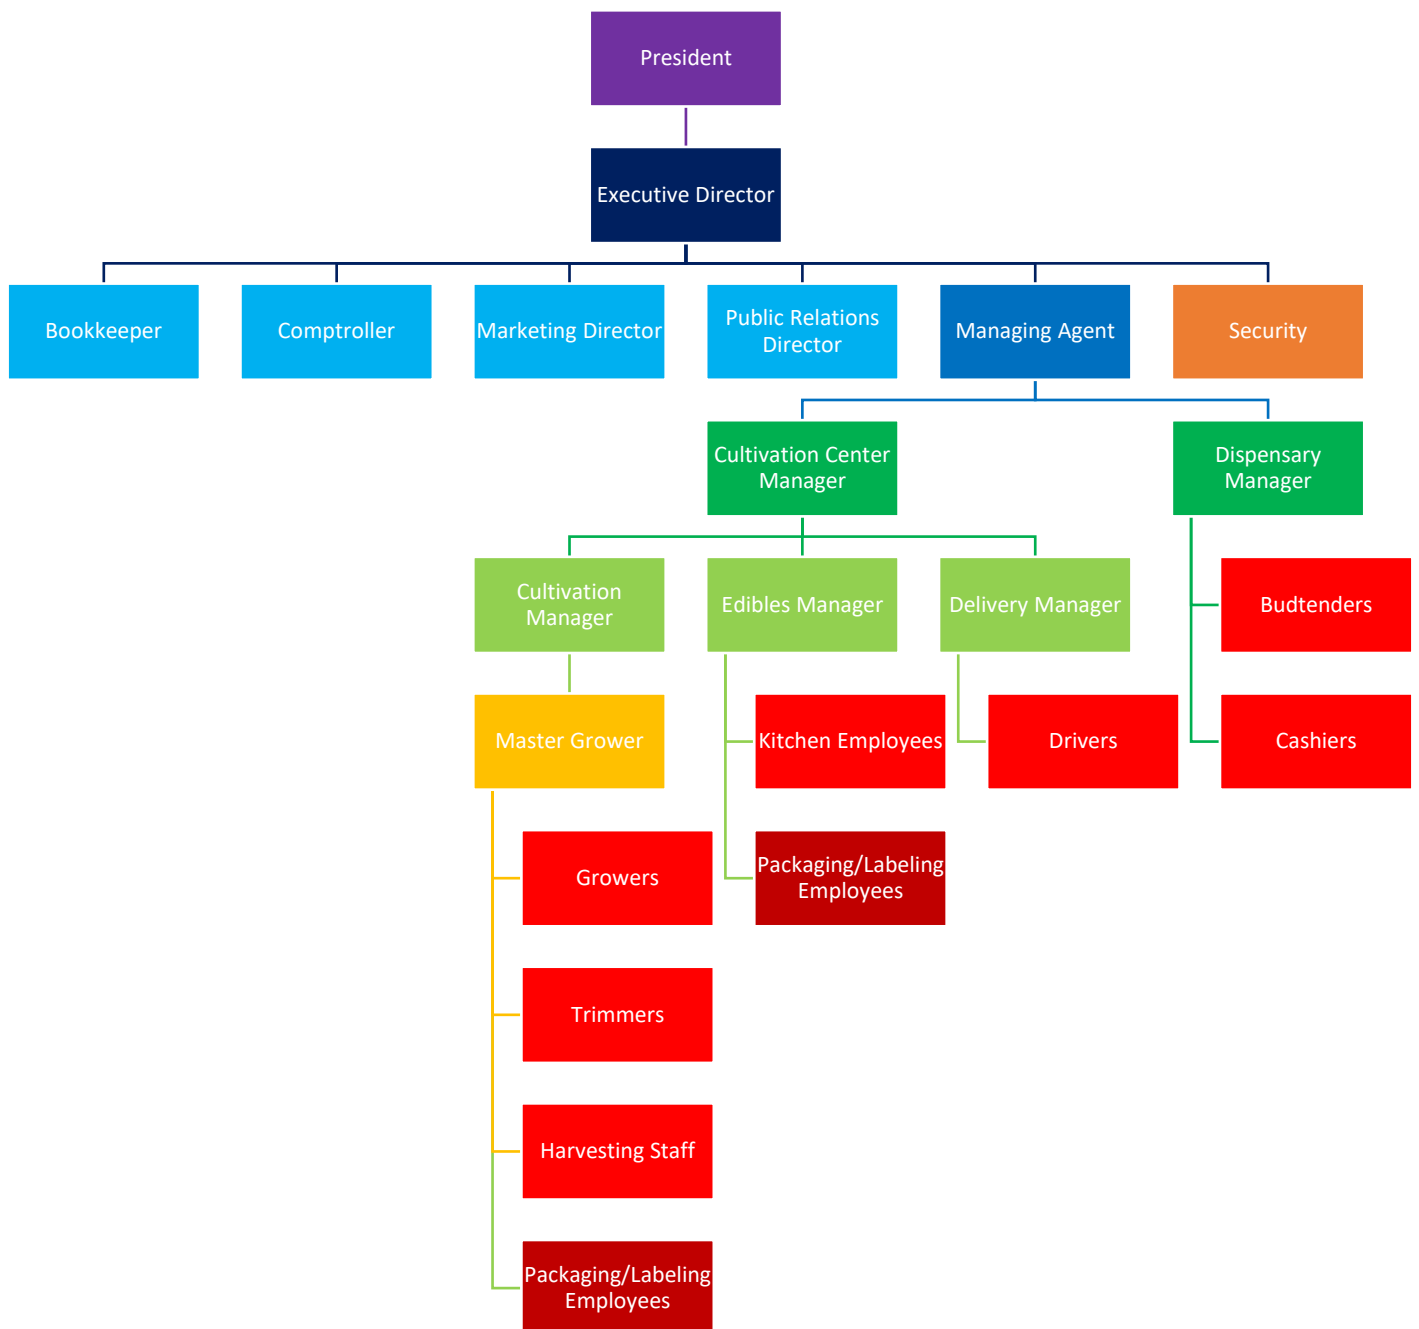 President
Executive Director
Bookkeeper
Comptroller
Marketing Director
Public Relations
Director
Managing Agent
Security
Cultivation Center
Manager
Dispensary
Manager
Cultivation
Manager
Edibles Manager
Delivery Manager
Budtenders
Master Grower
Kitchen Employees
Drivers
Cashiers
Growers
Packaging/Labeling
Employees
Trimmers
Harvesting Staff
Packaging/Labeling
Employees